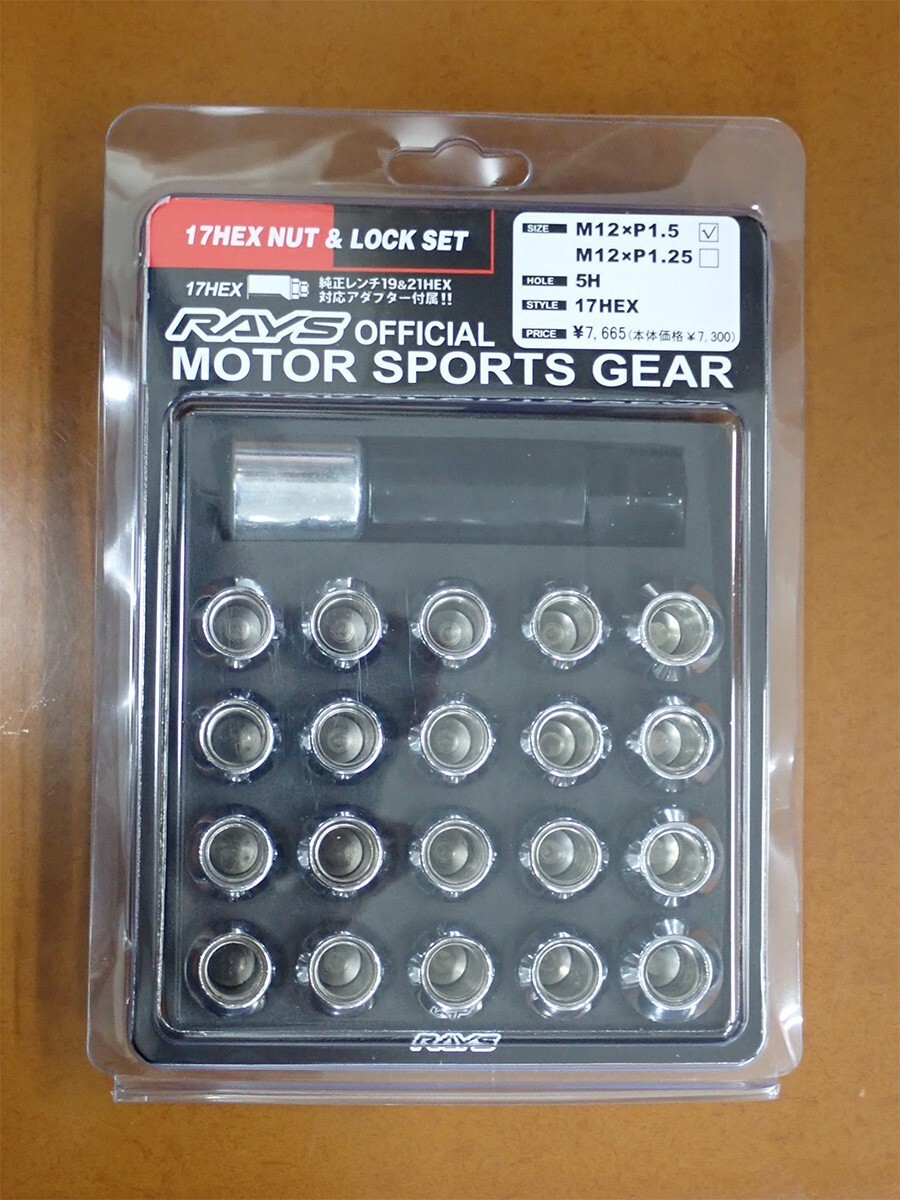 17HEX NUT & LOCK SET
17HEX
純正レンチ19&21HEX
対応アダプター付属!!
RAYS OFFICIAL
MOTOR SPORTS GEAR
SIZE M12×P1.5 ✓
M12×P1.25
HOLE 5H
STYLE 17HEX
PRICE ¥7,665(本体価格¥7,300)
RAYS